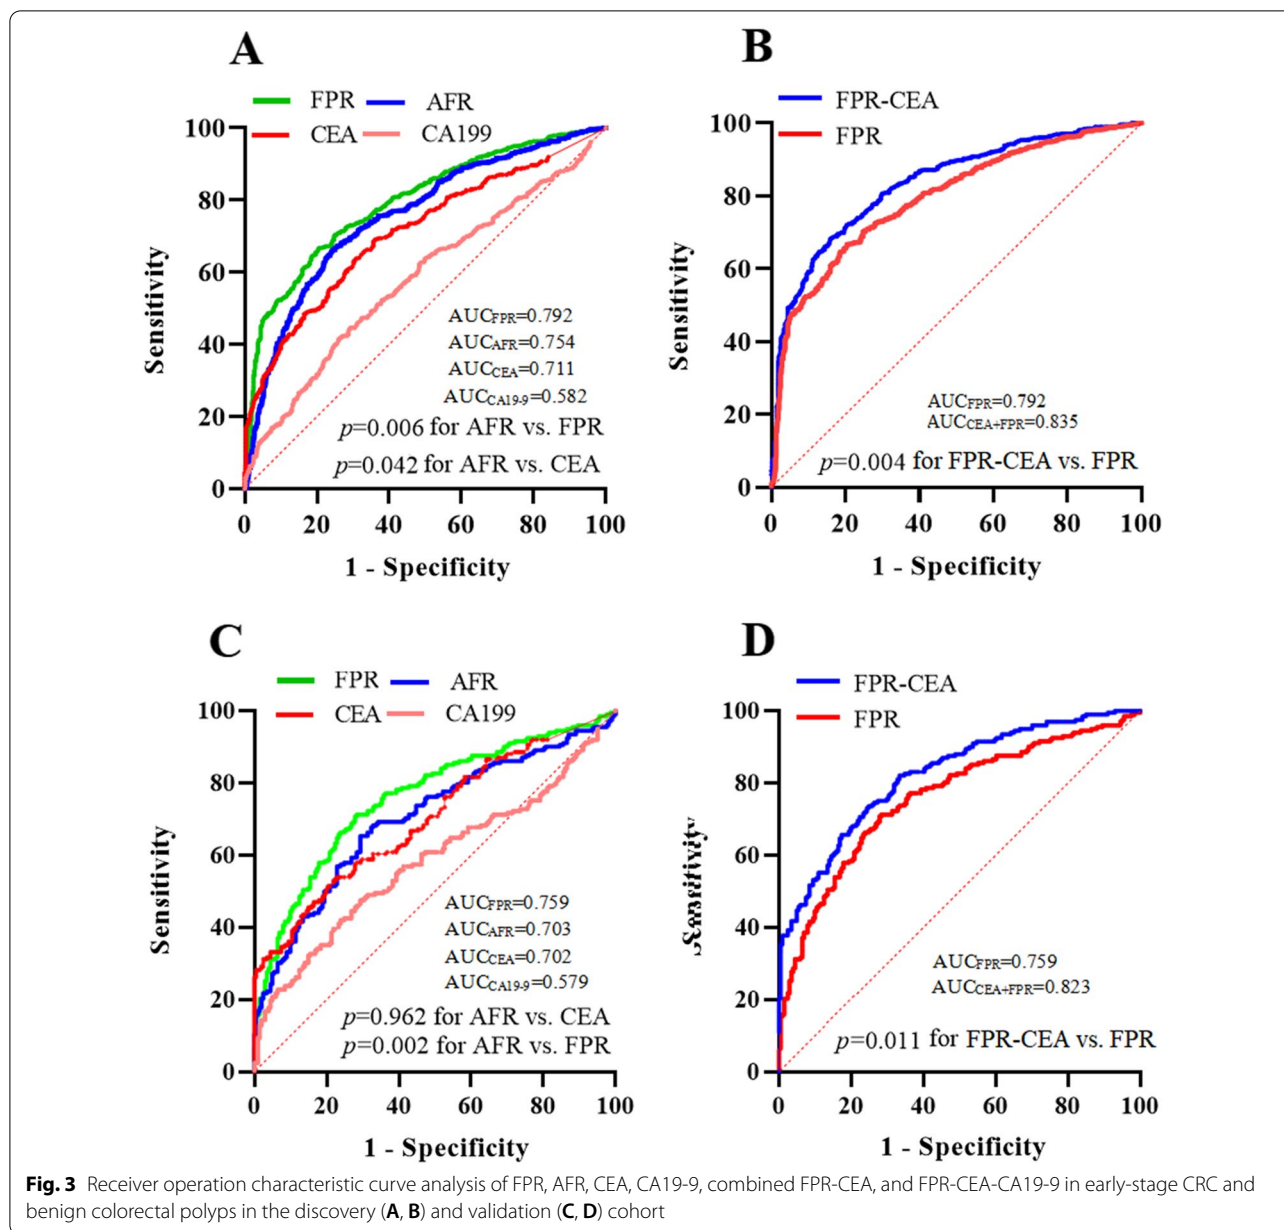 A
FPR AFR
CEA CA199
100
80
60
40
20
0
Sensitivity
AUCFPR=0.792
AUCAFR=0.754
AUCCEA=0.711
AUCCA19-9=0.582
p=0.006 for AFR vs. FPR
p=0.042 for AFR vs. CEA
0 20 40 60 80 100
1 - Specificity
B
FPR-CEA
FPR
100
80
60
40
20
0
Sensitivity
AUCFPR=0.792
AUCCEA+FPR=0.835
p=0.004 for FPR-CEA vs. FPR
0 20 40 60 80 100
1 - Specificity
C
FPR AFR
CEA CA199
100
80
60
40
20
0
Sensitivity
AUCFPR=0.759
AUCAFR=0.703
AUCCEA=0.702
AUCCA19-9=0.579
p=0.962 for AFR vs. CEA
p=0.002 for AFR vs. FPR
0 20 40 60 80 100
1 - Specificity
D
FPR-CEA
FPR
100
80
60
40
20
0
Sensitivity
AUCFPR=0.759
AUCCEA+FPR=0.823
p=0.011 for FPR-CEA vs. FPR
0 20 40 60 80 100
1 - Specificity
Fig. 3 Receiver operation characteristic curve analysis of FPR, AFR, CEA, CA19-9, combined FPR-CEA, and FPR-CEA-CA19-9 in early-stage CRC and
benign colorectal polyps in the discovery (A, B) and validation (C, D) cohort